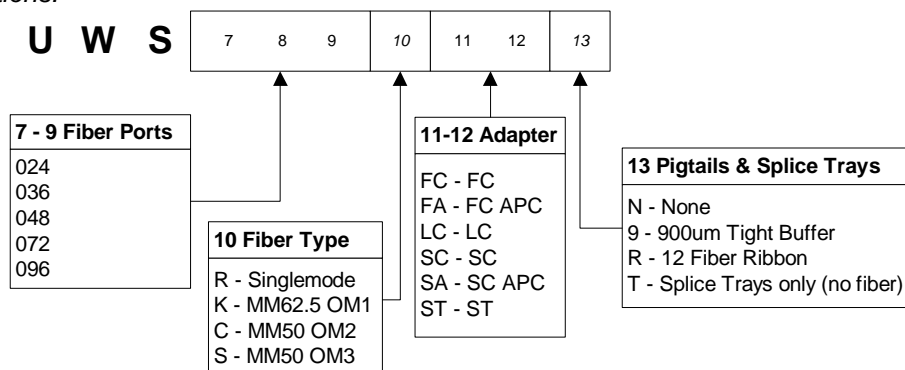 U W S 7 8 9 10 11 12 13
7 - 9 Fiber Ports
024
036
048
072
096
10 Fiber Type
R - Singlemode
K - MM62.5 OM1
C - MM50 OM2
S - MM50 OM3
11-12 Adapter
FC - FC
FA - FC APC
LC - LC
SC - SC
SA - SC APC
ST - ST
13 Pigtails & Splice Trays
N - None
9 - 900um Tight Buffer
R - 12 Fiber Ribbon
T - Splice Trays only (no fiber)